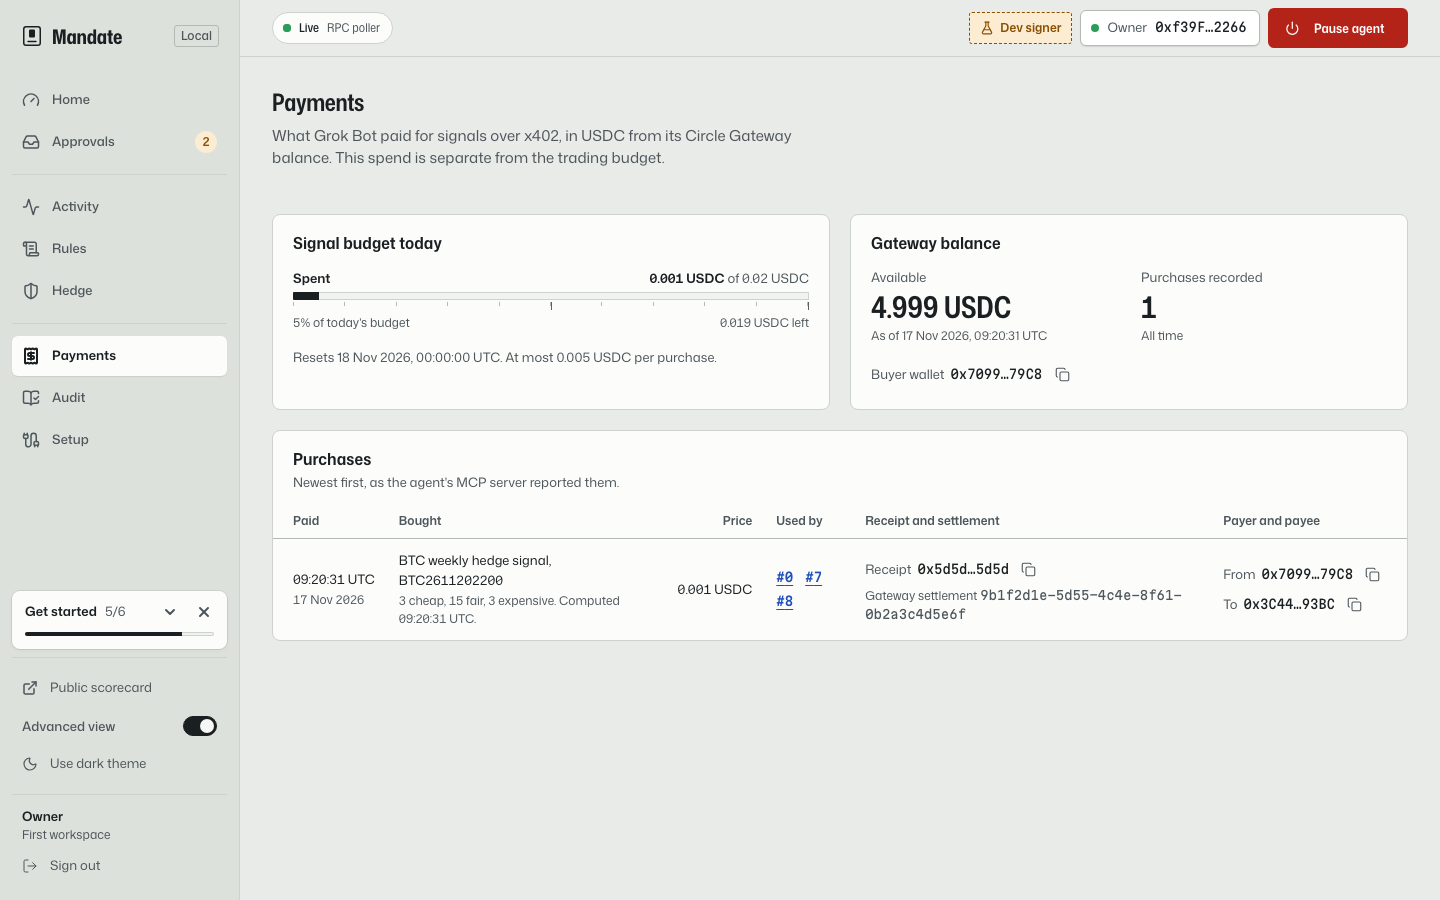 Mandate
Local
Home
Approvals
2
Activity
Rules
Hedge
Payments
Audit
Setup
Get started 5/6
Public scorecard
Advanced view
Use dark theme
Owner
First workspace
Sign out
Live RPC poller
Dev signer
Owner 0xf39F…2266
Pause agent
Payments
What Grok Bot paid for signals over x402, in USDC from its Circle Gateway
balance. This spend is separate from the trading budget.
Signal budget today
Spent
0.001 USDC of 0.02 USDC
5% of today's budget
0.019 USDC left
Resets 18 Nov 2026, 00:00:00 UTC. At most 0.005 USDC per purchase.
Gateway balance
Available
4.999 USDC
As of 17 Nov 2026, 09:20:31 UTC
Purchases recorded
1
All time
Buyer wallet 0x7099…79C8
Purchases
Newest first, as the agent's MCP server reported them.
Paid
Bought
Price
Used by
Receipt and settlement
Payer and payee
09:20:31 UTC
17 Nov 2026
BTC weekly hedge signal,
BTC2611202200
3 cheap, 15 fair, 3 expensive. Computed
09:20:31 UTC.
0.001 USDC
#0 #7
#8
Receipt 0x5d5d…5d5d
Gateway settlement 9b1f2d1e-5d55-4c4e-8f61-
0b2a3c4d5e6f
From 0x7099…79C8
To 0x3C44…93BC